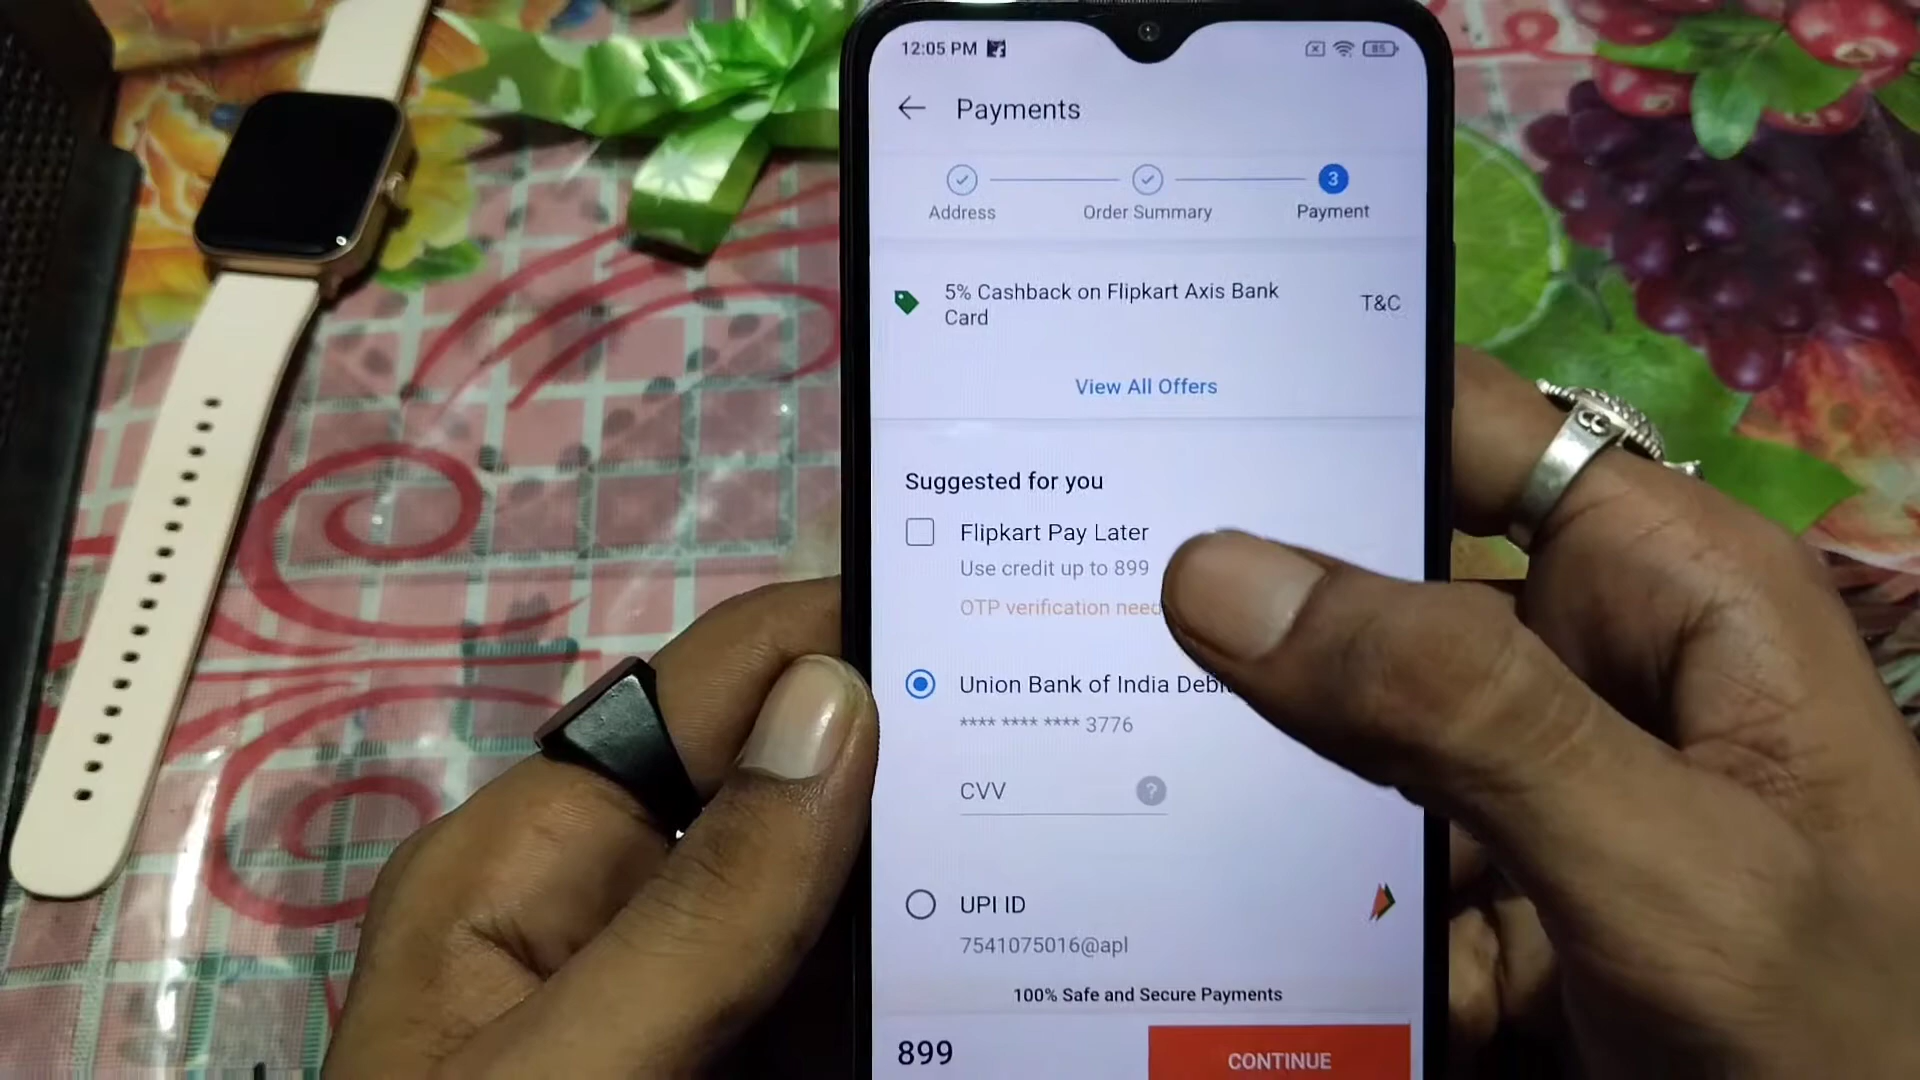 12:05 PM
85
Payments
3
Address Order Summary Payment
5% Cashback on Flipkart Axis Bank
Card
T&C
View All Offers
Suggested for you
Flipkart Pay Later
Use credit up to 899
OTP verification
Union Bank of India
**** **** **** 3776
CVV ?
UPI ID
7541075016@apl
100% Safe and Secure Payments
899 CONTINUE